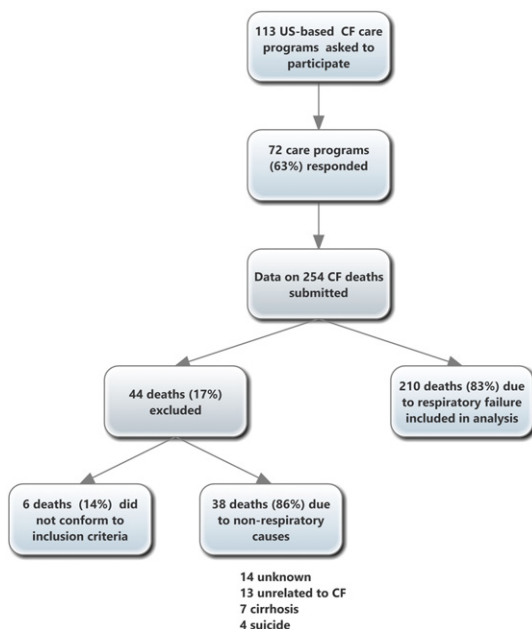 113 US-based CF care
programs asked to
participate
72 care programs
(63%) responded
Data on 254 CF deaths
submitted
44 deaths (17%)
excluded
210 deaths (83%) due
to respiratory failure
included in analysis
6 deaths (14%) did
not conform to
inclusion criteria
38 deaths (86%) due
to non-respiratory
causes
14 unknown
13 unrelated to CF
7 cirrhosis
4 suicide